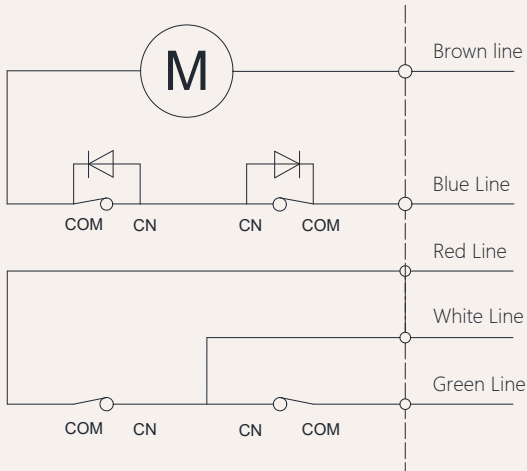 M
Brown line
Blue Line
COM CN CN COM
Red Line
White Line
Green Line
COM CN CN COM